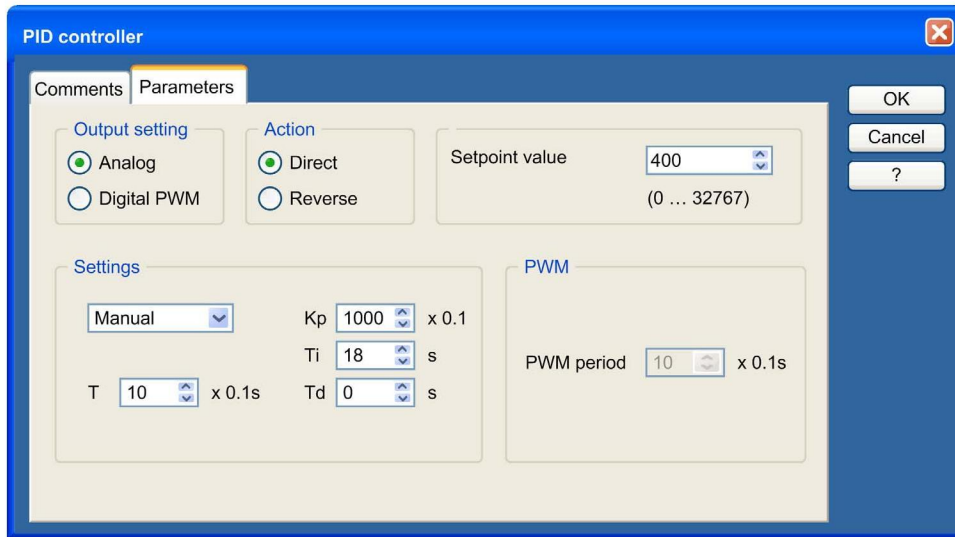 PID controller
Comments Parameters
OK
Cancel
?
Output setting
Analog
Digital PWM
Action
Direct
Reverse
Setpoint value 400
(0 … 32767)
Settings
Manual
T 10 x 0.1s
Kp 1000 x 0.1
Ti 18 s
Td 0 s
PWM
PWM period 10 x 0.1s